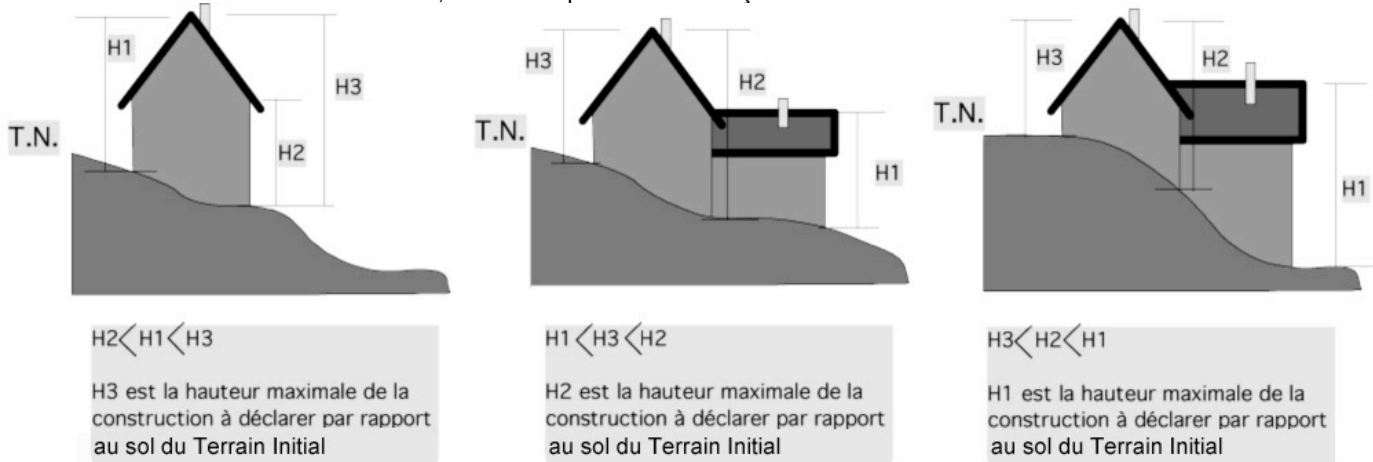 H1
H3
H2
T.N.
H3
H2
H1
T.N.
H3
H2
H1
T.N.
H2<H1<H3
H3 est la hauteur maximale de la
construction à déclarer par rapport
au sol du Terrain Initial
H1<H3<H2
H2 est la hauteur maximale de la
construction à déclarer par rapport
au sol du Terrain Initial
H3<H2<H1
H1 est la hauteur maximale de la
construction à déclarer par rapport
au sol du Terrain Initial